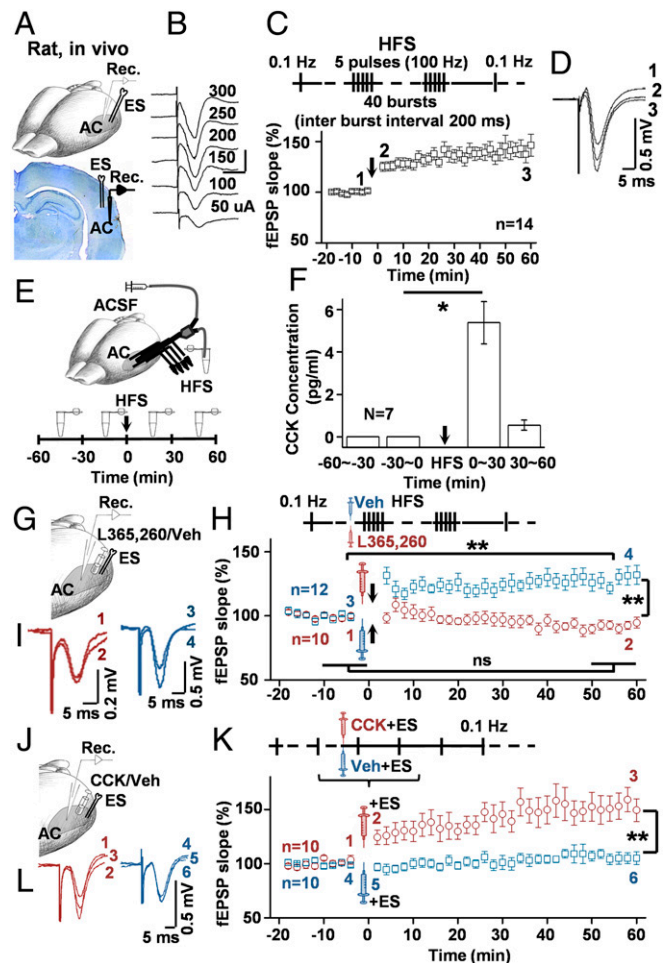 A
Rat, in vivo
Rec.
ES
AC
ES
Rec.
AC
B
300
250
200
150
100
50 uA
C
HFS
0.1 Hz
5 pulses (100 Hz)
0.1 Hz
40 bursts
(inter burst interval 200 ms)
fEPSP slope (%)
150
100
50
1
2
3
n=14
-20 -10 0 10 20 30 40 50 60
Time (min)
D
1
2
3
0.5 mV
5 ms
E
ACSF
AC
HFS
HFS
-60 -30 0 30 60
Time (min)
F
CCK Concentration
(pg/ml)
6
4
2
0
*
N=7
-60~-30 -30~0 HFS 0~30 30~60
Time (min)
G
Rec.
L365,260/Veh
ES
AC
H
0.1 Hz
Veh
HFS
L365,260
fEPSP slope (%)
150
100
50
**
n=12
3
4
n=10
1
2
**
ns
-20 -10 0 10 20 30 40 50 60
I
1
2
5 ms
0.2 mV
3
4
5 ms
0.5 mV
J
Rec.
CCK/Veh
ES
AC
K
CCK+ES
0.1 Hz
Veh+ES
fEPSP slope (%)
150
100
50
+ES
2
3
n=10
1
n=10
4
5
6
+ES
**
-20 -10 0 10 20 30 40 50 60
Time (min)
L
1
3
2
4
5
6
5 ms
0.5 mV